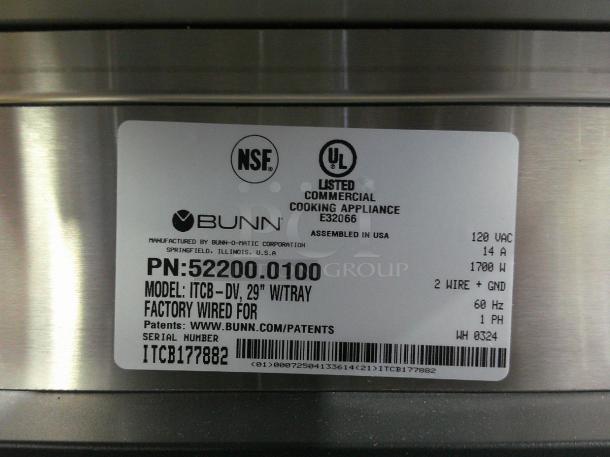 NSF.
UL
LISTED
COMMERCIAL
COOKING APPLIANCE
E32066
BUNN
ASSEMBLED IN USA
MANUFACTURED BY BUNN-O-MATIC CORPORATION
SPRINGFIELD, ILLINOIS, U.S.A
PN:52200.0100
MODEL: ITCB-DV, 29" W/TRAY
FACTORY WIRED FOR
Patents: WWW.BUNN.COM/PATENTS
SERIAL NUMBER
ITCB177882
(01)00072504133614(21)ITCB177882
120 VAC
14 A
1700 W
2 WIRE + GND
60 Hz
1 PH
WH 0324
GROUP